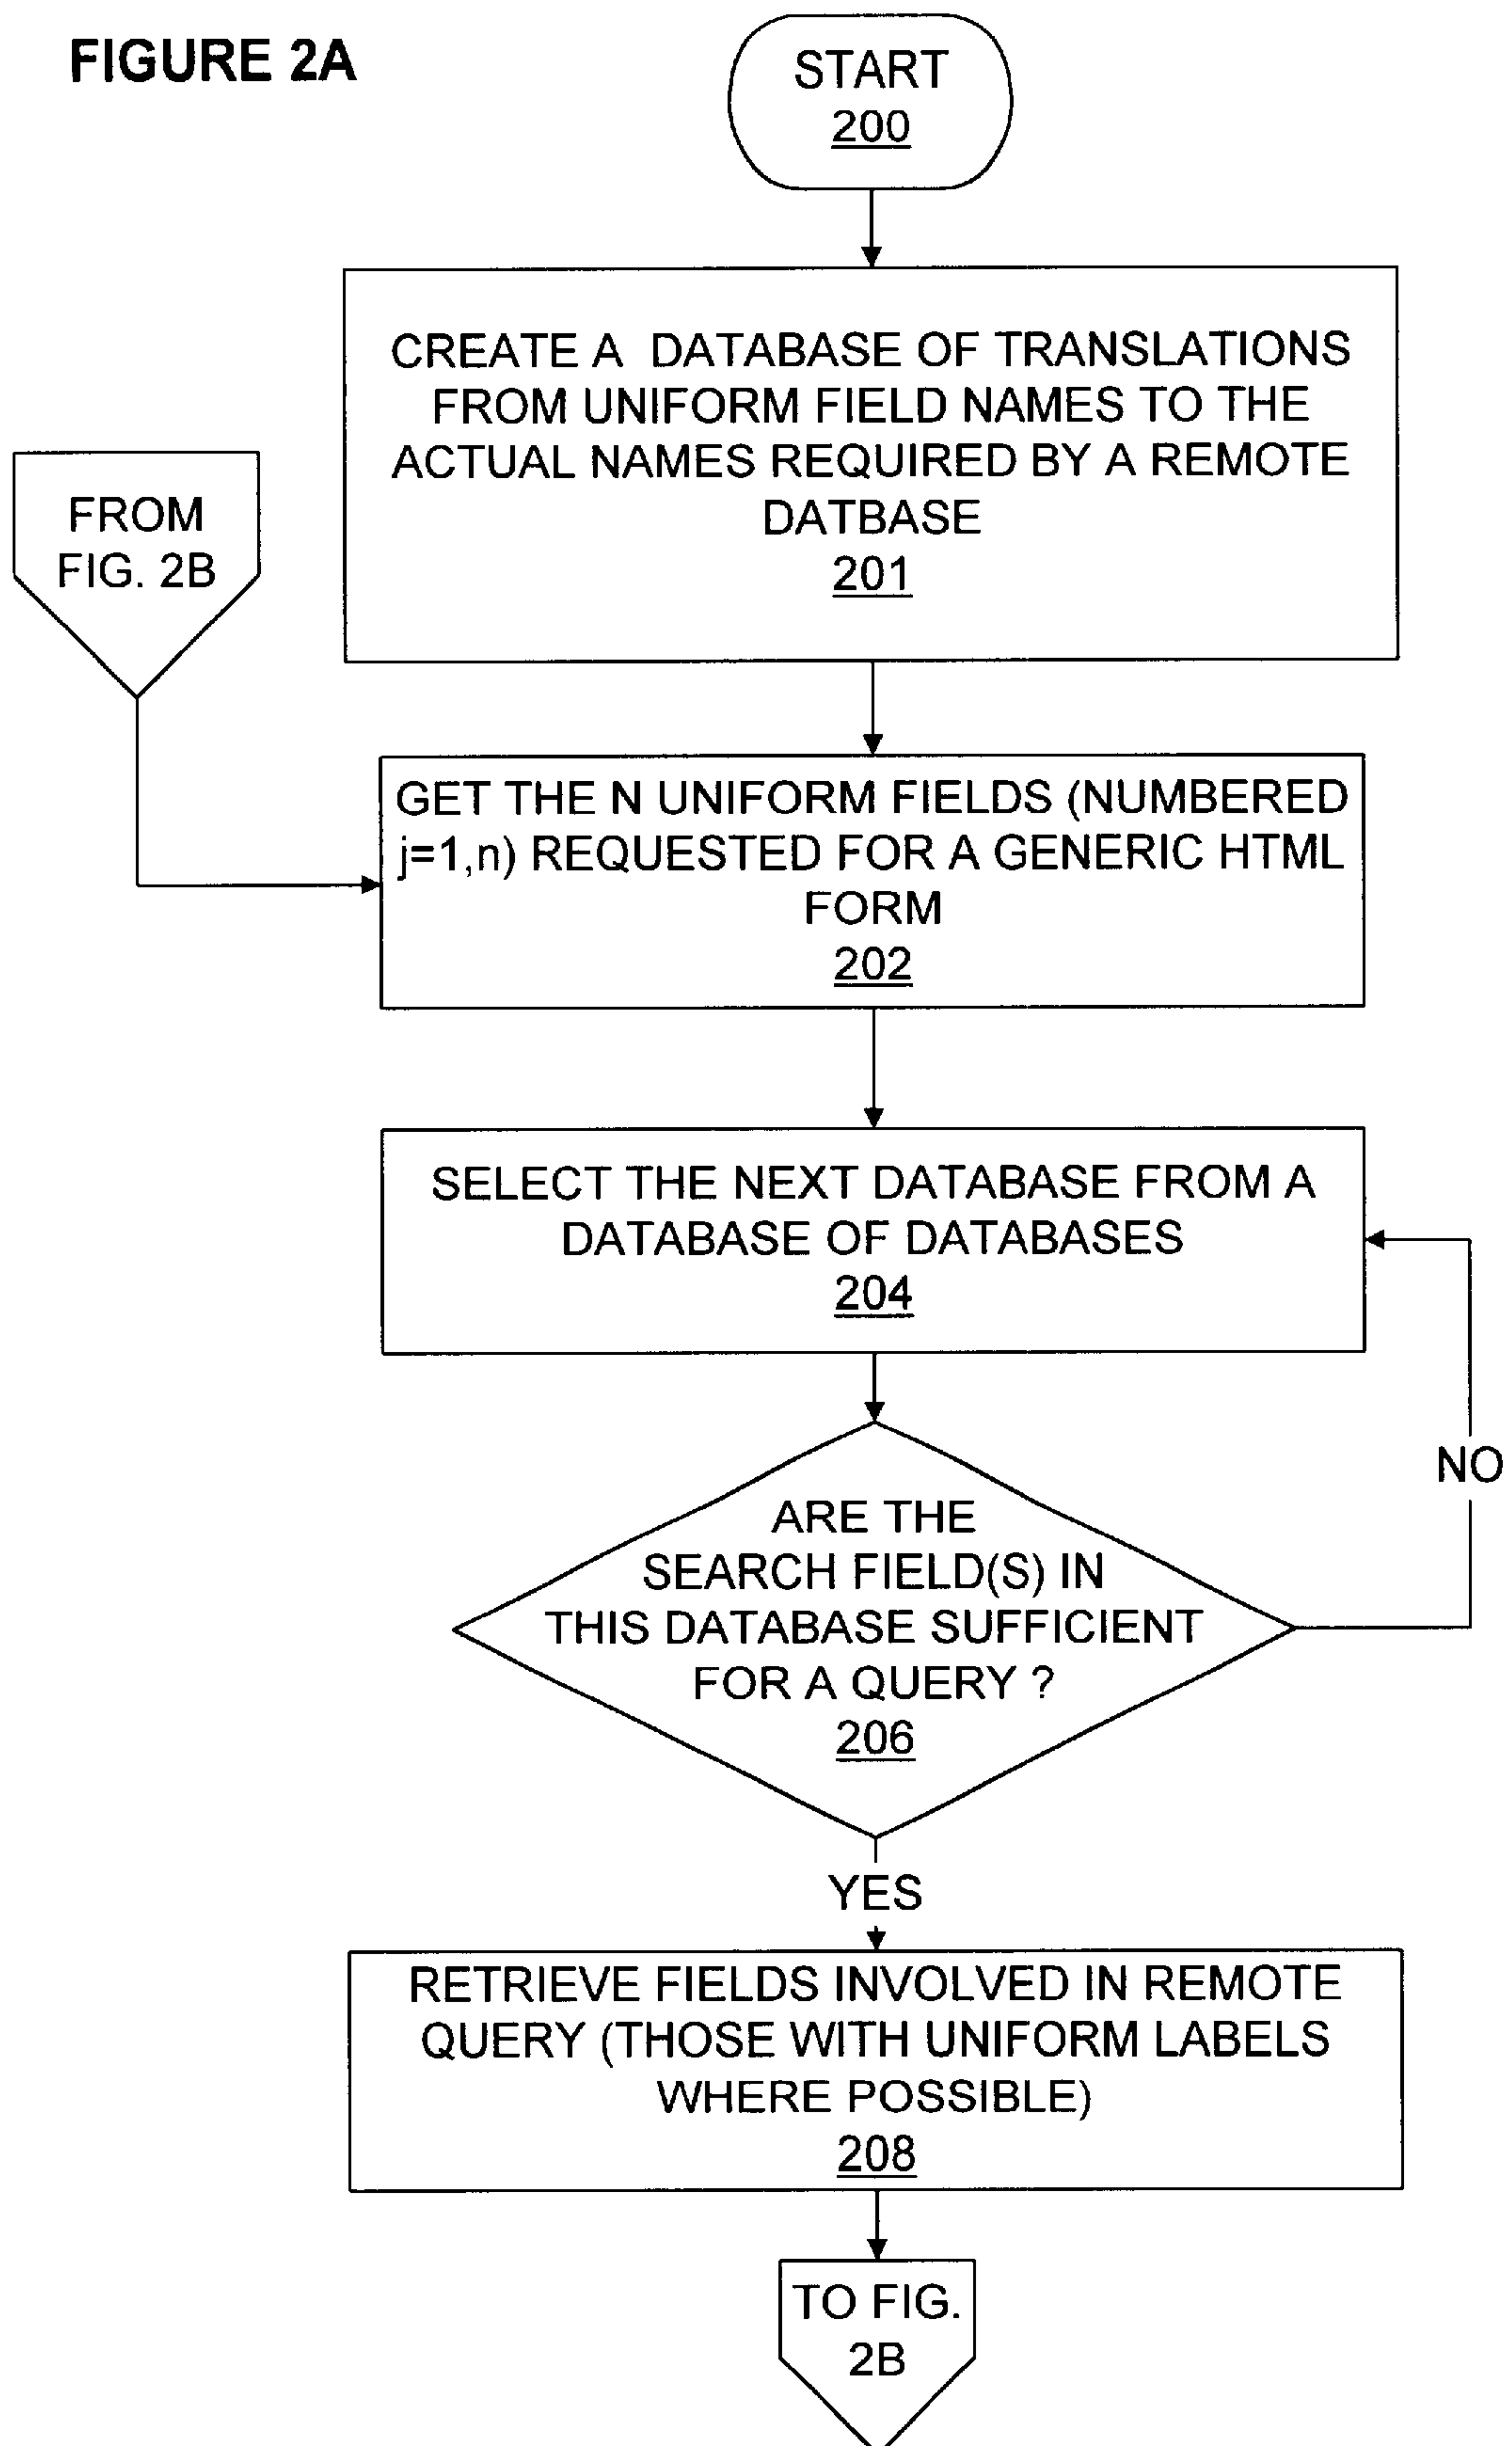 FIGURE 2A
START
200
CREATE A DATABASE OF TRANSLATIONS
FROM UNIFORM FIELD NAMES TO THE
ACTUAL NAMES REQUIRED BY A REMOTE
DATBASE
201
FROM
FIG. 2B
GET THE N UNIFORM FIELDS (NUMBERED
j=1,n) REQUESTED FOR A GENERIC HTML
FORM
202
SELECT THE NEXT DATABASE FROM A
DATABASE OF DATABASES
204
NO
ARE THE
SEARCH FIELD(S) IN
THIS DATABASE SUFFICIENT
FOR A QUERY ?
206
YES
RETRIEVE FIELDS INVOLVED IN REMOTE
QUERY (THOSE WITH UNIFORM LABELS
WHERE POSSIBLE)
208
TO FIG.
2B